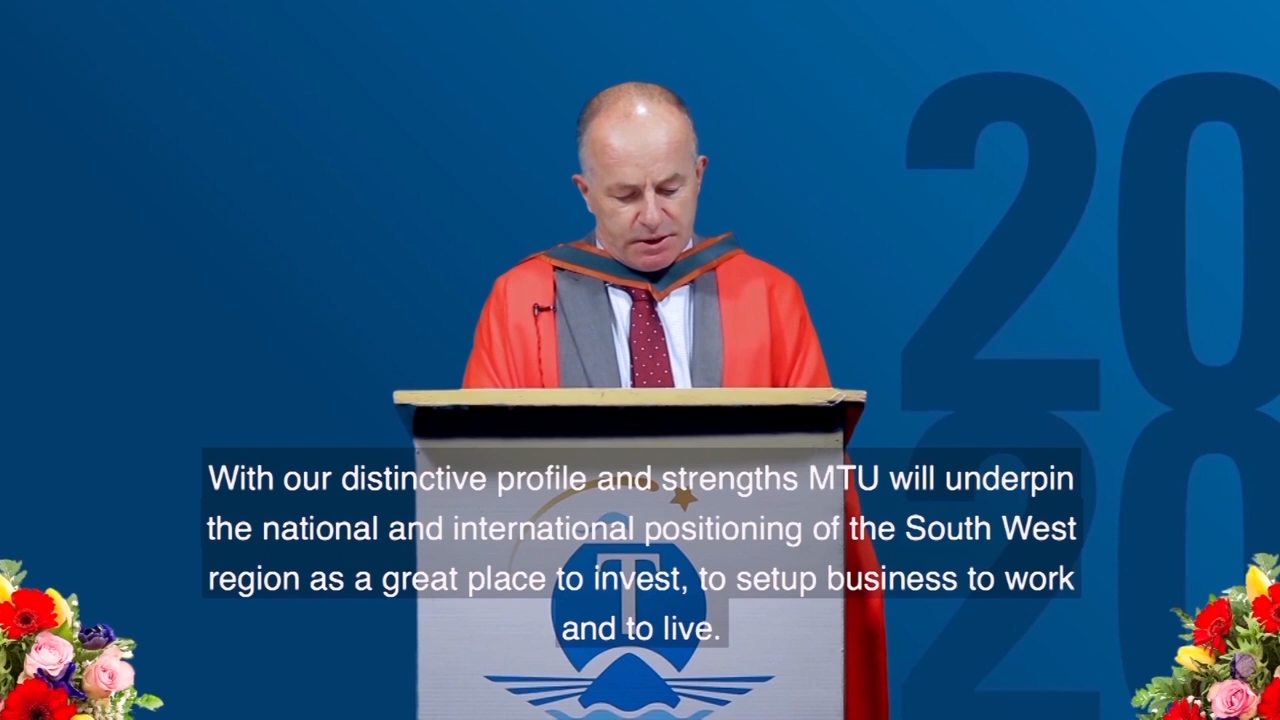 20
20
With our distinctive profile and strengths MTU will underpin
the national and international positioning of the South West
region as a great place to invest, to setup business to work
and to live.
T